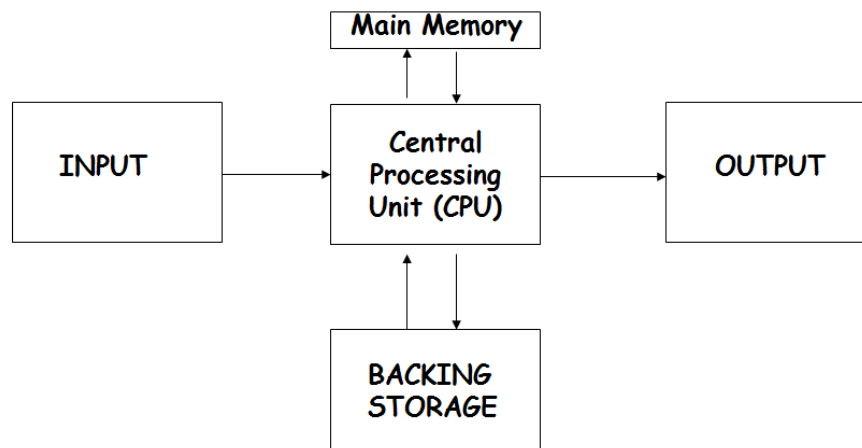 Main Memory
INPUT
Central
Processing
Unit (CPU)
OUTPUT
BACKING
STORAGE